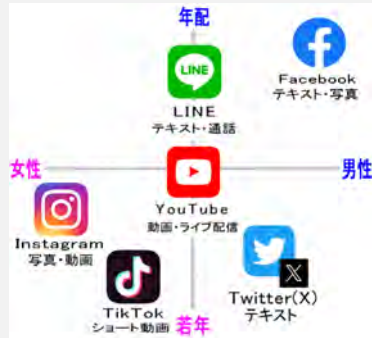 年配
LINE
LINE
テキスト・通話
Facebook
テキスト・写真
女性
男性
YouTube
動画・ライブ配信
Instagram
写真・動画
TikTok
ショート動画
Twitter(X)
テキスト
若年